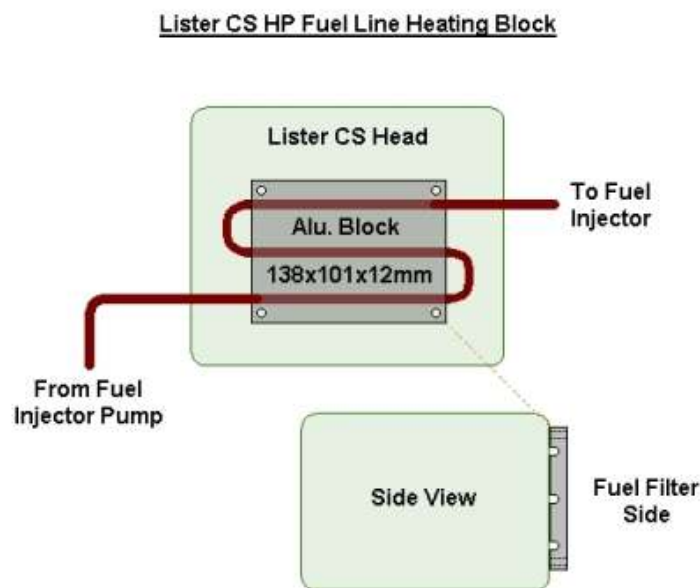 Lister CS HP Fuel Line Heating Block
Lister CS Head
To Fuel
Injector
Alu. Block
138x101x12mm
From Fuel
Injector Pump
Side View
Fuel Filter
Side